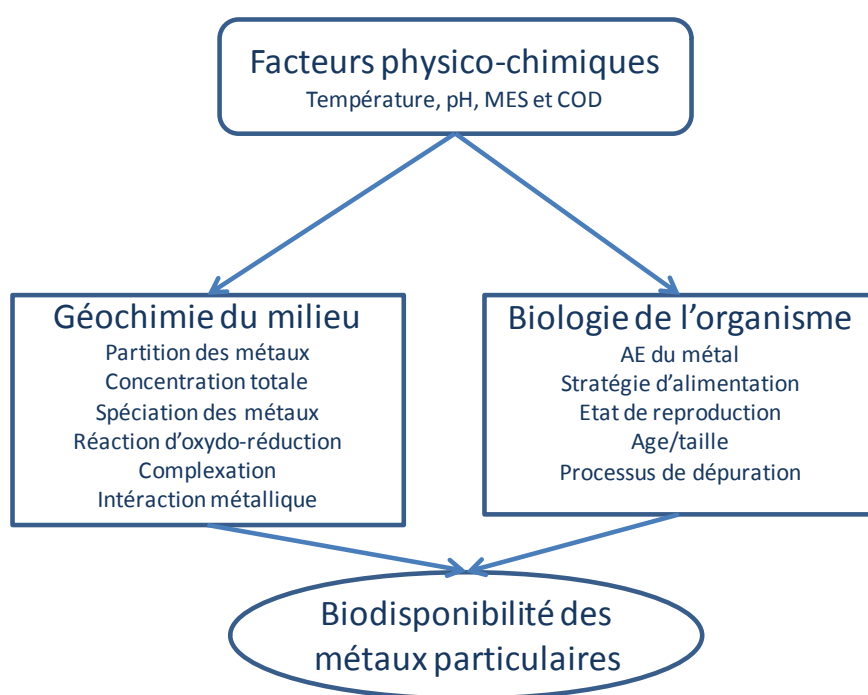 Facteurs physico-chimiques
Température, pH, MES et COD
Géochimie du milieu
Partition des métaux
Concentration totale
Spéciation des métaux
Réaction d'oxydo-réduction
Complexation
Intéraction métallique
Biologie de l'organisme
AE du métal
Stratégie d'alimentation
Etat de reproduction
Age/taille
Processus de dépuration
Biodisponibilité des
métaux particulaires